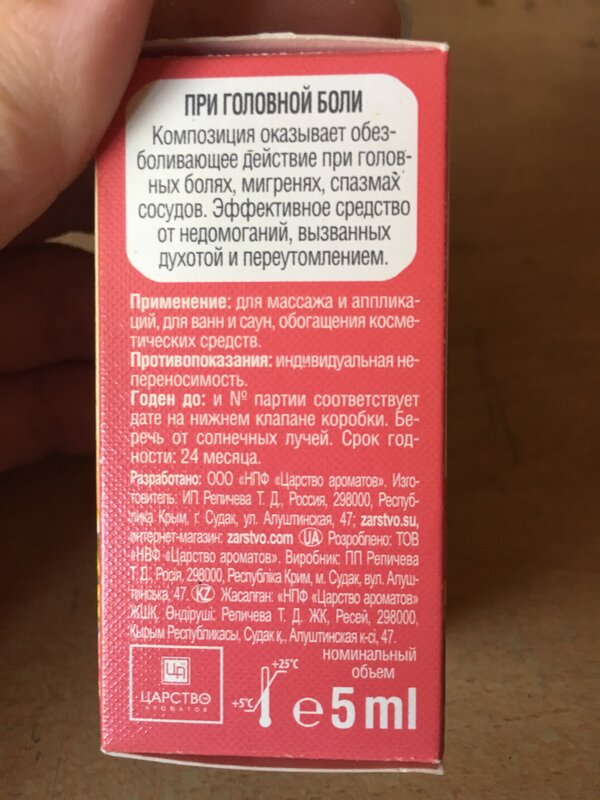 ПРИ ГОЛОВНОЙ БОЛИ
Композиция оказывает обез-
боливающее действие при голов-
ных болях, мигренях, спазмах
сосудов. Эффективное средство
от недомоганий, вызванных
духотой и переутомлением.
Применение: для массажа и апплика-
ций, для ванн и саун, обогащения косме-
тических средств.
Противопоказания: индивидуальная не-
переносимость.
Годен до: и № партии соответствует
дате на нижнем клапане коробки. Бе-
речь от солнечных лучей. Срок год-
ности: 24 месяца.
Разработано: ООО «НПФ «Царство ароматов». Изго-
товитель: ИП Репичева Т. Д., Россия, 298000, Респуб-
лика Крым, г. Судак, ул. Алуштинская, 47; zarstvo.su,
интернет-магазин: zarstvo.com UA Розроблено: ТОВ
«НВФ «Царство ароматов». Виробник: ПП Репичева
Т. Д., Росія, 298000, Республіка Крим, м. Судак, вул. Алуш-
тинська, 47. KZ Жасалған: «НПФ «Царство ароматов»
ЖШҚ. Өндіруші: Репичева Т. Д. ЖК, Ресей, 298000,
Қырым Республикасы, Судак қ., Алуштинская к-сі, 47.
номинальный
объем
ЦП
ЦАРСТВО
АРОМАТОВ
+25°C
+5°C
℮5 ml